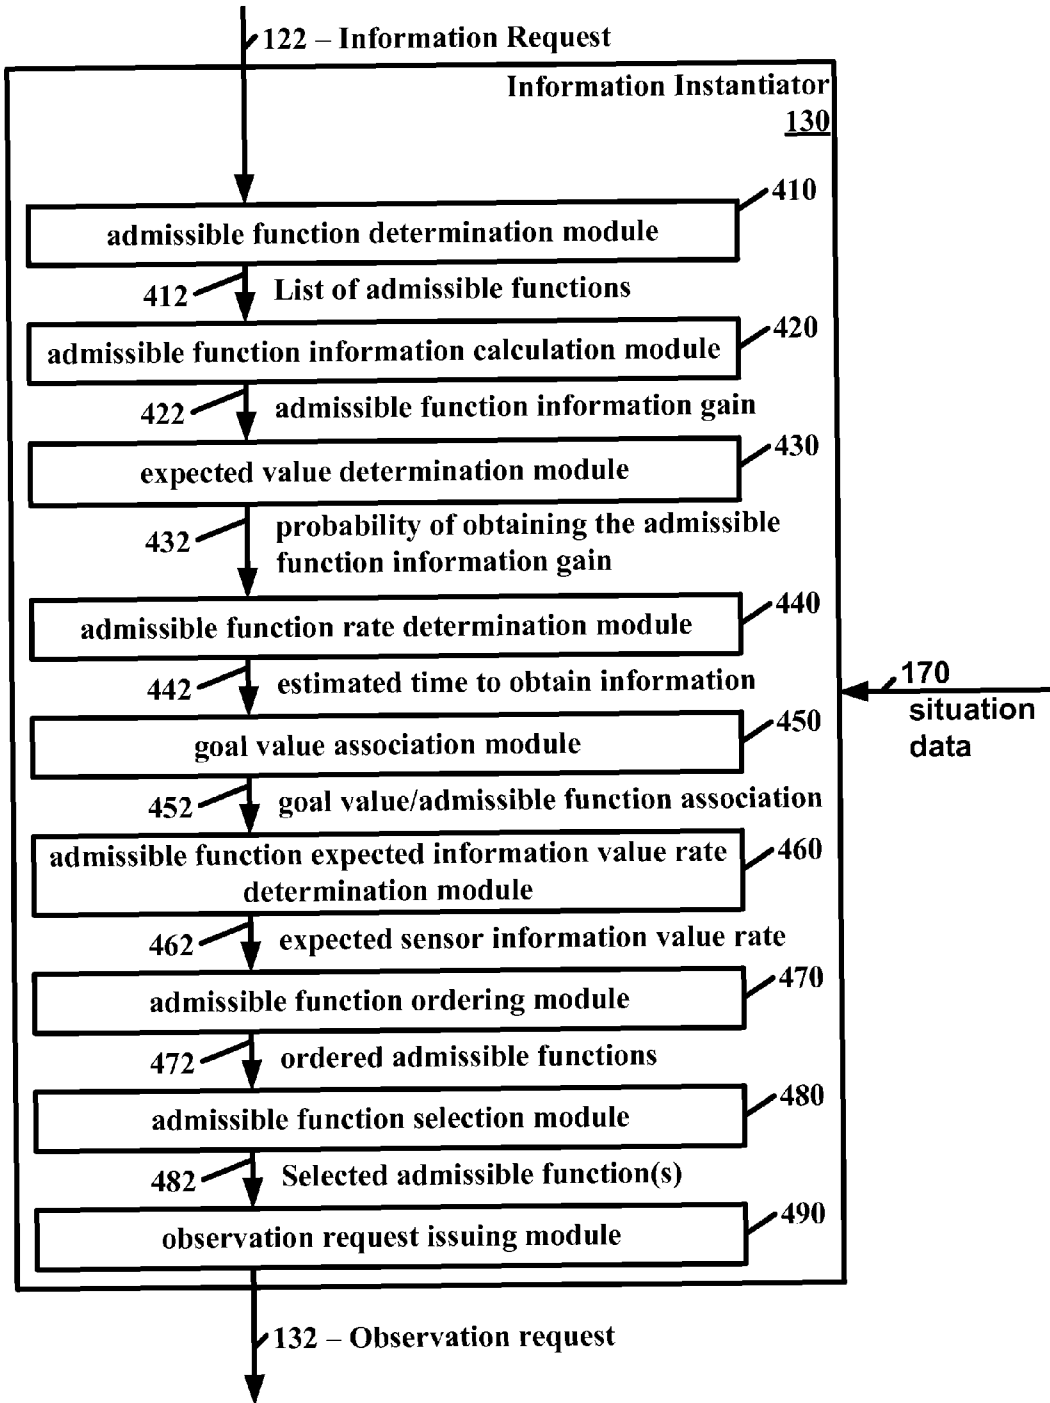 122 – Information Request
Information Instantiator
130
410
admissible function determination module
412
List of admissible functions
420
admissible function information calculation module
422
admissible function information gain
430
expected value determination module
432
probability of obtaining the admissible
function information gain
440
admissible function rate determination module
442
estimated time to obtain information
170
situation
data
450
goal value association module
452
goal value/admissible function association
460
admissible function expected information value rate
determination module
462
expected sensor information value rate
470
admissible function ordering module
472
ordered admissible functions
480
admissible function selection module
482
Selected admissible function(s)
490
observation request issuing module
132 – Observation request